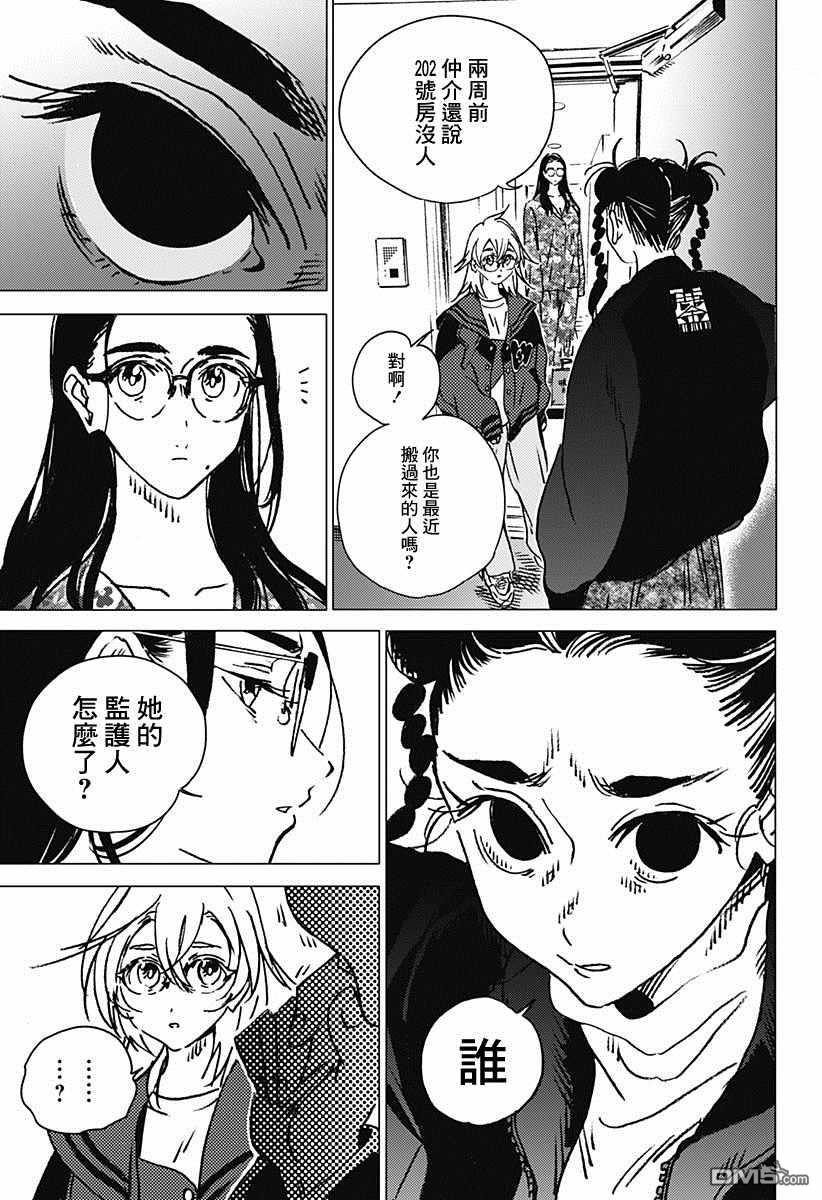 兩周前
仲介還說
202
號房沒人
對啊！
你也是最近
搬過來的人嗎？
她的
監護人
怎麼了？
誰
……
……？
DM5.com